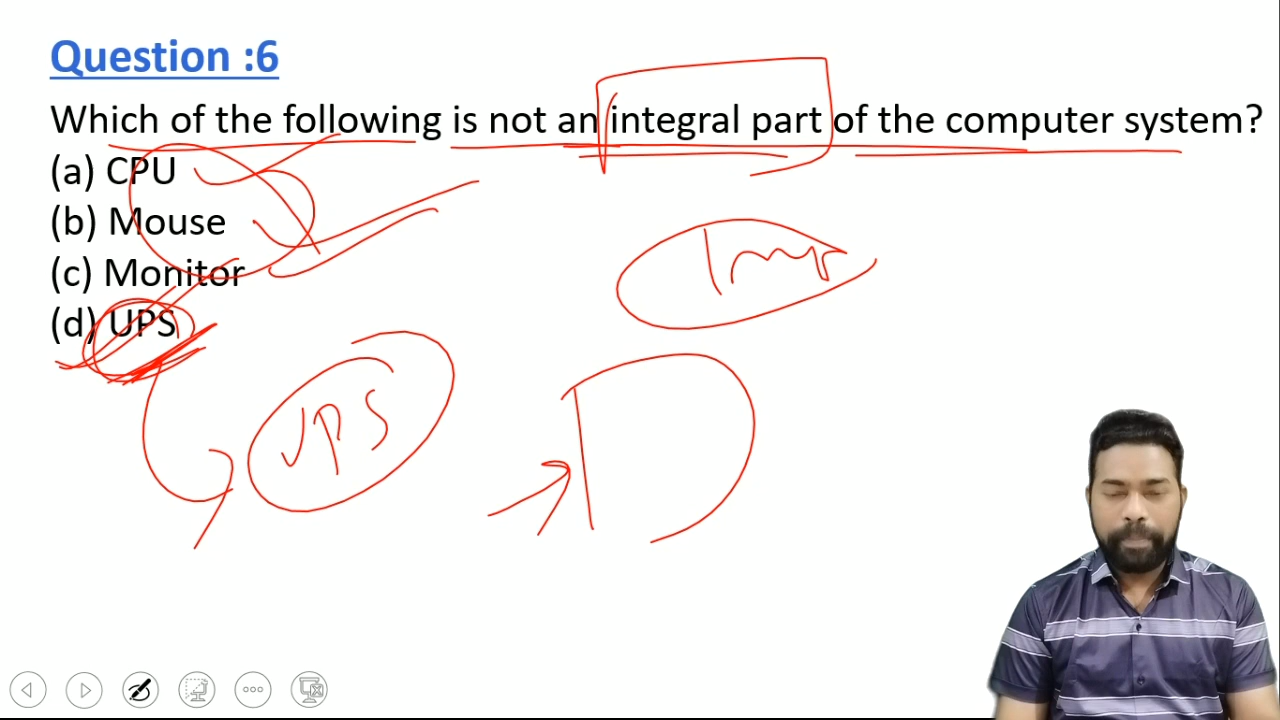 Question :6
Which of the following is not an integral part of the computer system?
(a) CPU
(b) Mouse
(c) Monitor
(d) UPS
Imp
UPS
D